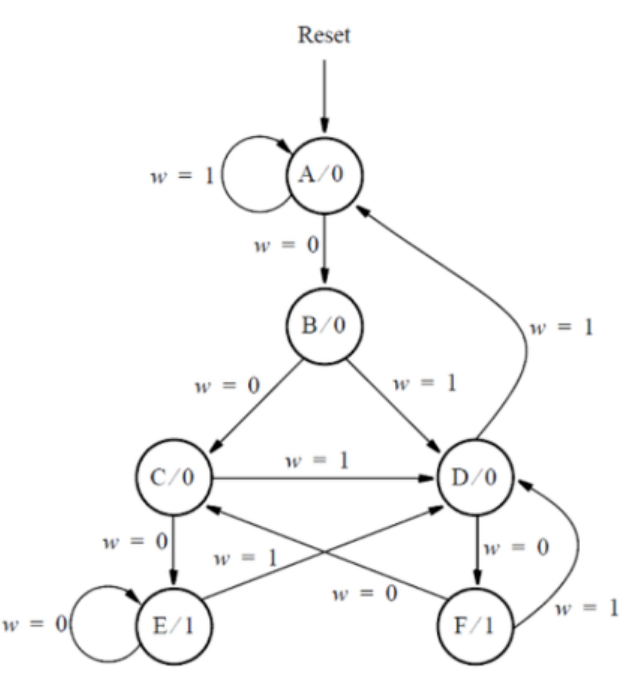 Reset
w = 1
A/0
w = 0
B/0
w = 1
w = 0
w = 1
C/0
w = 1
D/0
w = 0
w = 1
w = 0
w = 0
w = 0
E/1
F/1
w = 1